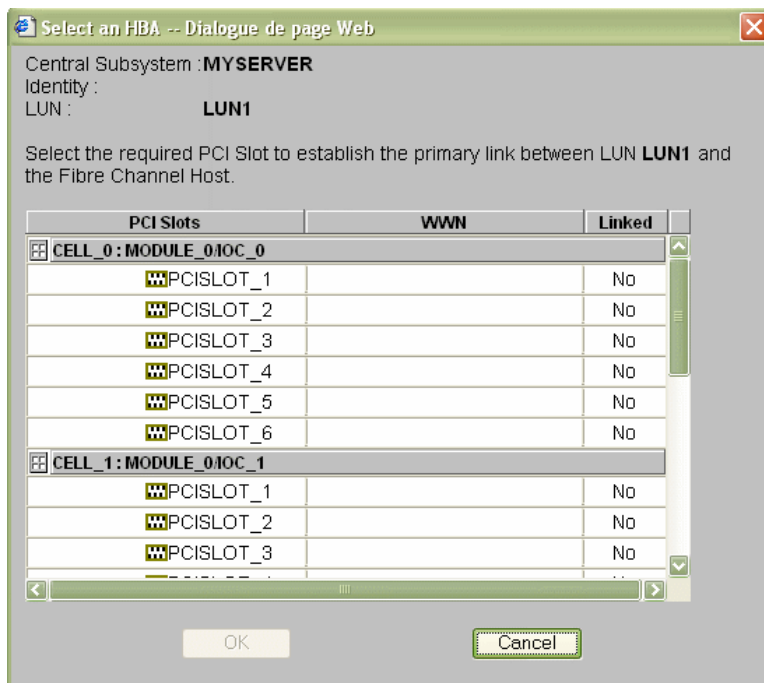 Select an HBA -- Dialogue de page Web
Central Subsystem : MYSERVER
Identity :
LUN : LUN1
Select the required PCI Slot to establish the primary link between LUN LUN1 and
the Fibre Channel Host.
PCI Slots WWN Linked
CELL_0 : MODULE_0/IOC_0
PCISLOT_1 No
PCISLOT_2 No
PCISLOT_3 No
PCISLOT_4 No
PCISLOT_5 No
PCISLOT_6 No
CELL_1 : MODULE_0/IOC_1
PCISLOT_1 No
PCISLOT_2 No
PCISLOT_3 No
OK Cancel